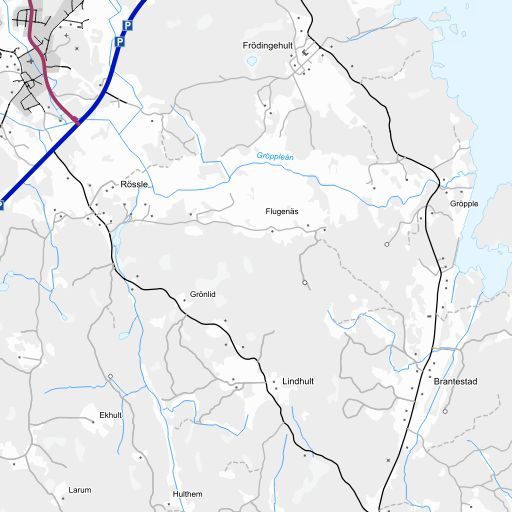 P
P
Frödingehult
Gröppleån
Rössle
P
Gröpple
Flugenäs
Grönlid
Lindhult
Brantestad
Ekhult
Larum
Hulthem